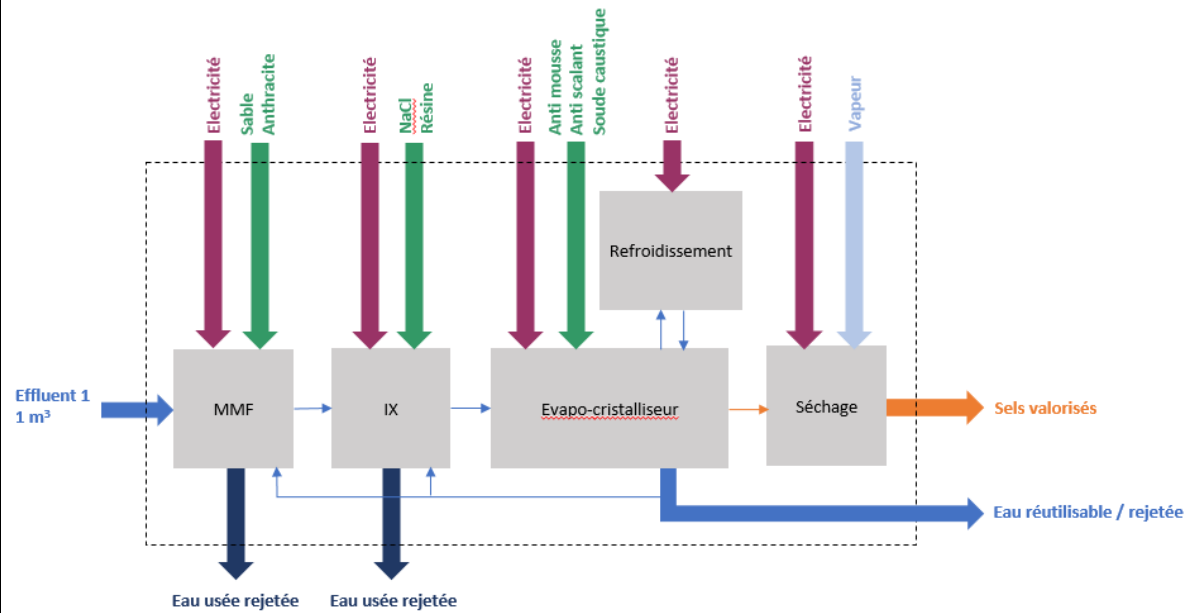 Electricité
Sable
Anthracite
Electricité
NaCl
Résine
Electricité
Anti mousse
Anti scalant
Soude caustique
Electricité
Electricité
Vapeur
Refroidissement
Effluent 1
1 m³
MMF
IX
Evapo-cristalliseur
Séchage
Sels valorisés
Eau réutilisable / rejetée
Eau usée rejetée
Eau usée rejetée